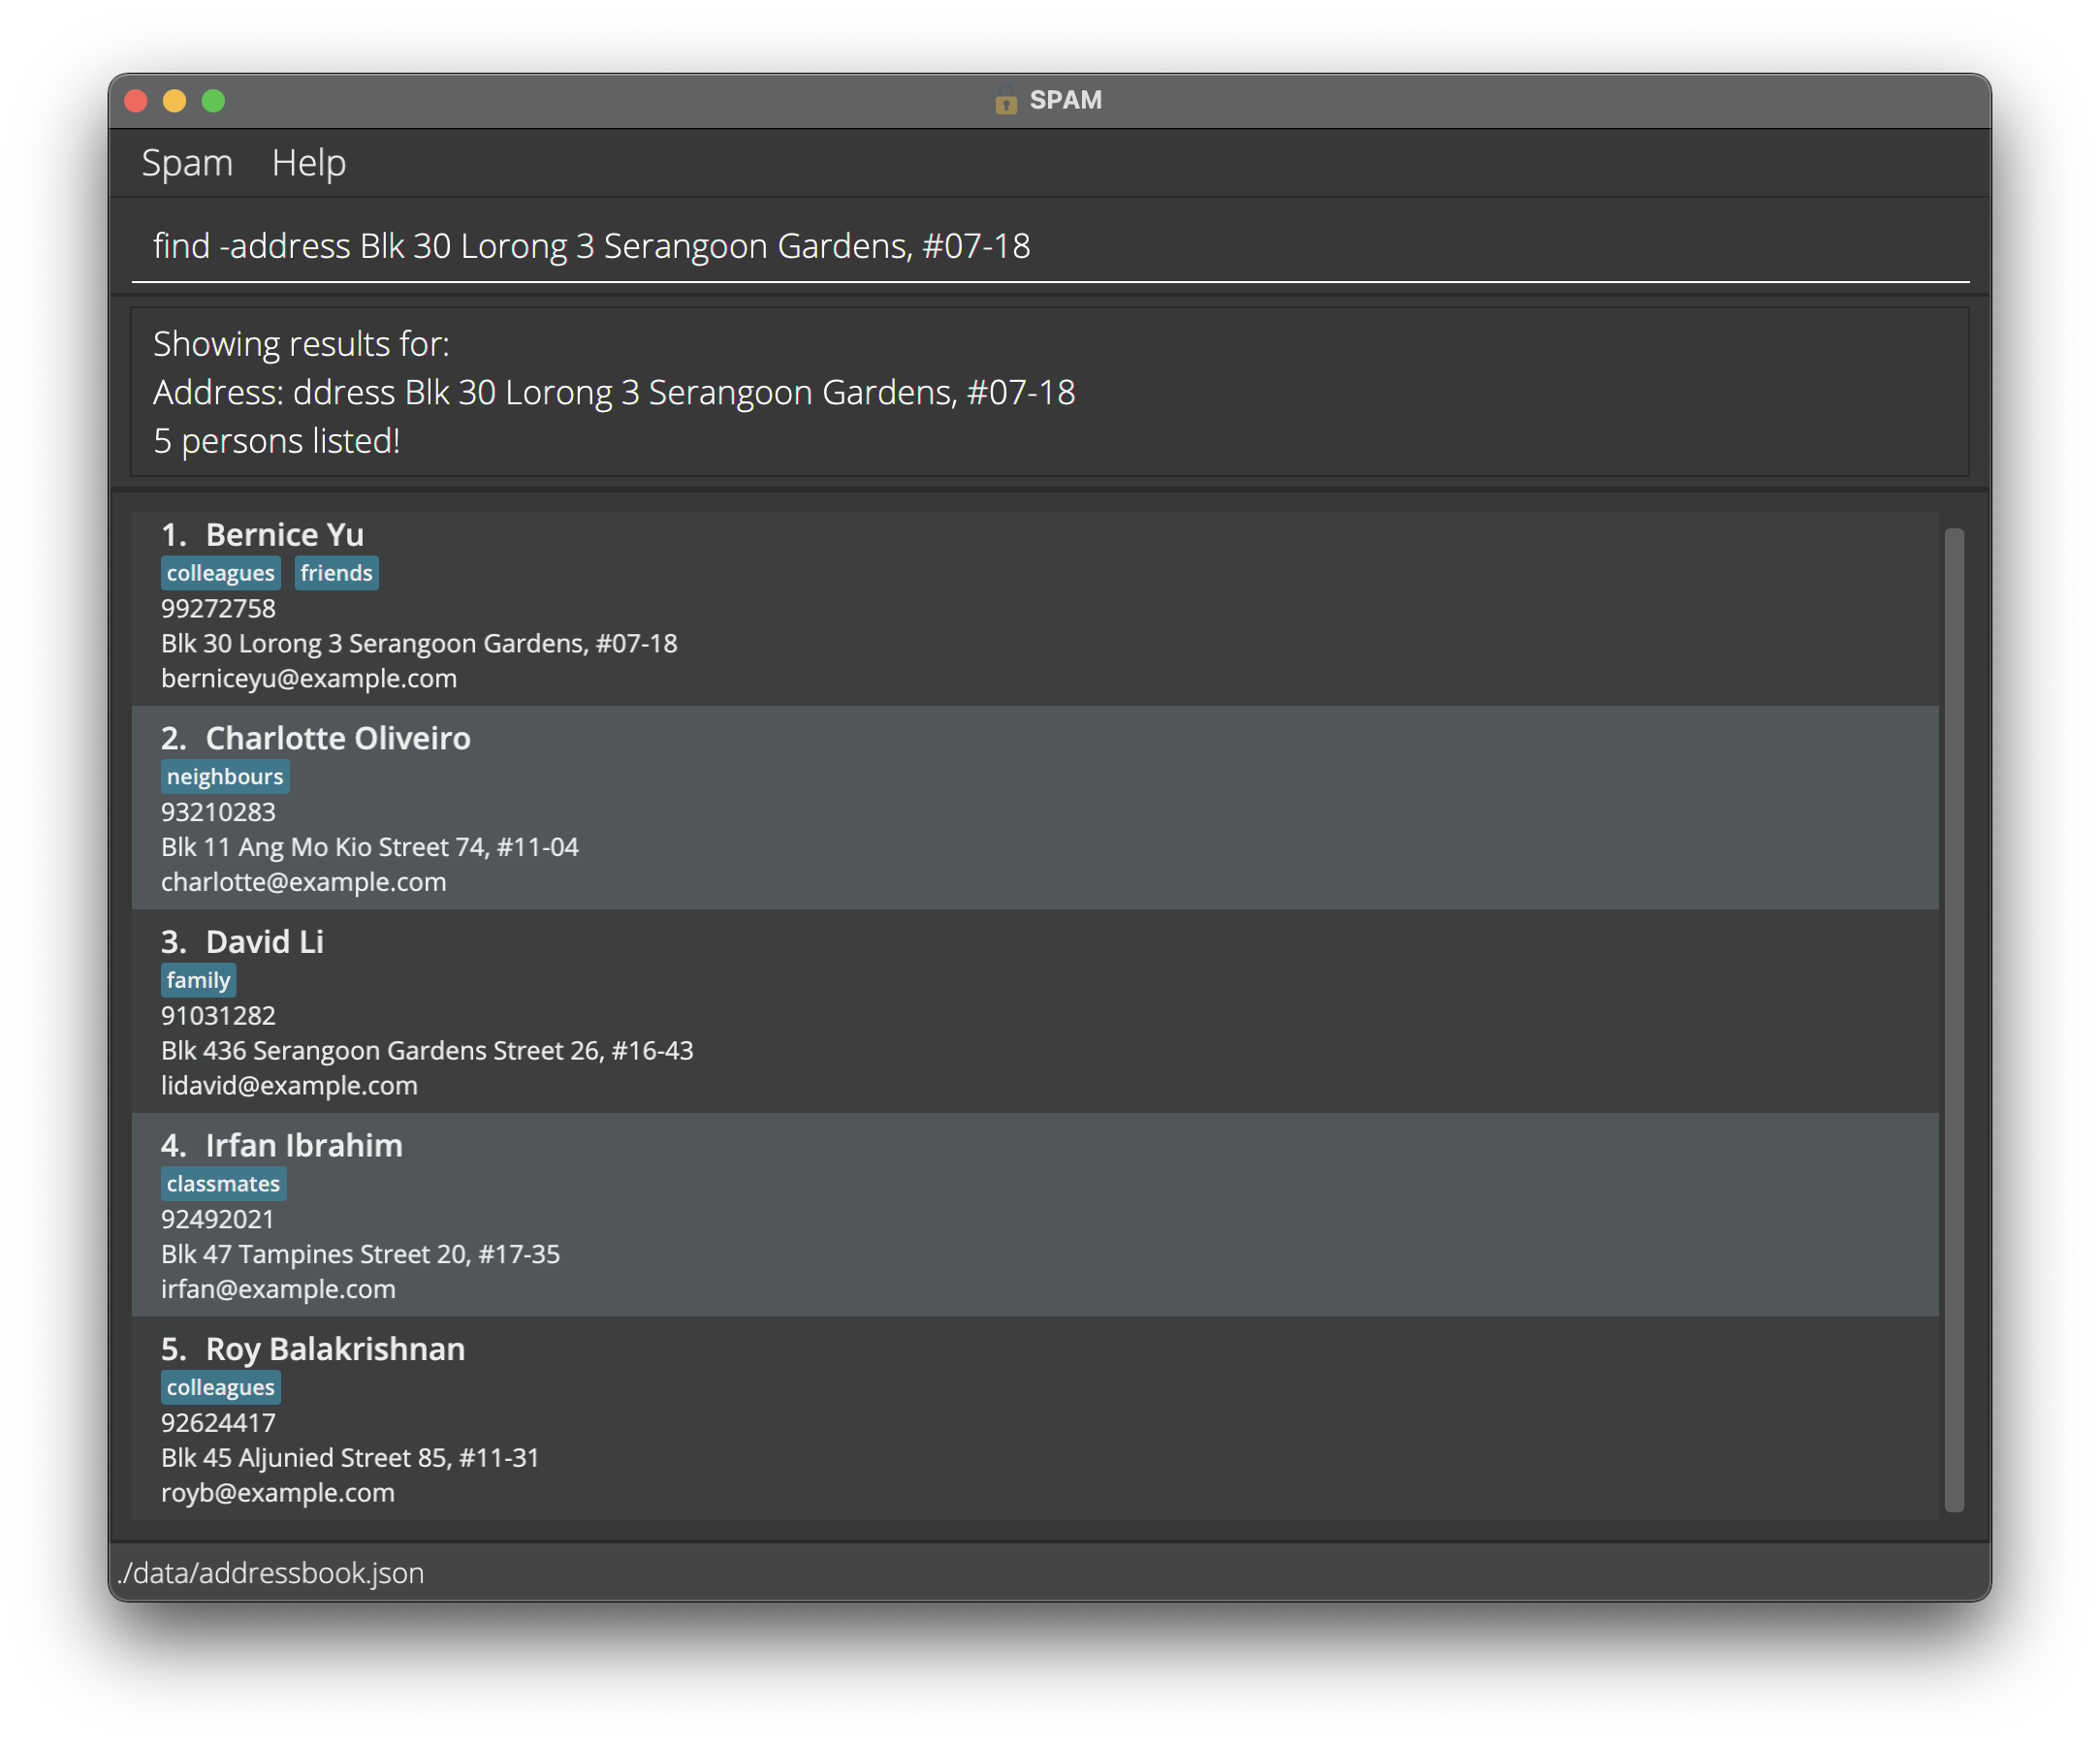 SPAM
Spam Help
find -address Blk 30 Lorong 3 Serangoon Gardens, #07-18
Showing results for:
Address: ddress Blk 30 Lorong 3 Serangoon Gardens, #07-18
5 persons listed!
1. Bernice Yu
colleagues friends
99272758
Blk 30 Lorong 3 Serangoon Gardens, #07-18
berniceyu@example.com
2. Charlotte Oliveiro
neighbours
93210283
Blk 11 Ang Mo Kio Street 74, #11-04
charlotte@example.com
3. David Li
family
91031282
Blk 436 Serangoon Gardens Street 26, #16-43
lidavid@example.com
4. Irfan Ibrahim
classmates
92492021
Blk 47 Tampines Street 20, #17-35
irfan@example.com
5. Roy Balakrishnan
colleagues
92624417
Blk 45 Aljunied Street 85, #11-31
royb@example.com
./data/addressbook.json